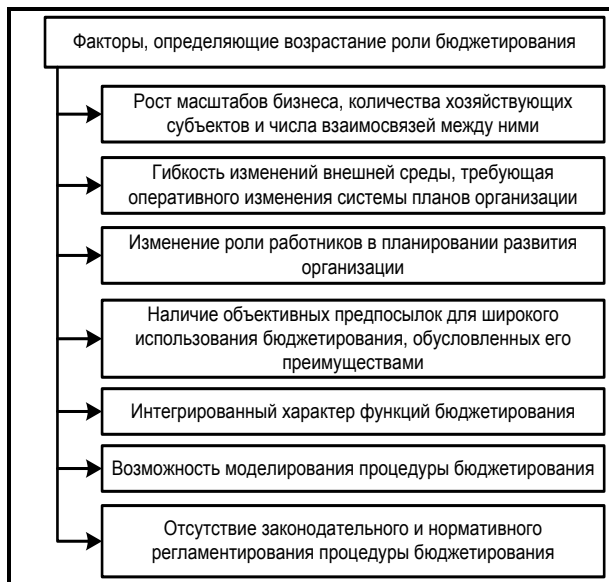 Факторы, определяющие возрастание роли бюджетирования
Рост масштабов бизнеса, количества хозяйствующих
субъектов и числа взаимосвязей между ними
Гибкость изменений внешней среды, требующая
оперативного изменения системы планов организации
Изменение роли работников в планировании развития
организации
Наличие объективных предпосылок для широкого
использования бюджетирования, обусловленных его
преимуществами
Интегрированный характер функций бюджетирования
Возможность моделирования процедуры бюджетирования
Отсутствие законодательного и нормативного
регламентирования процедуры бюджетирования